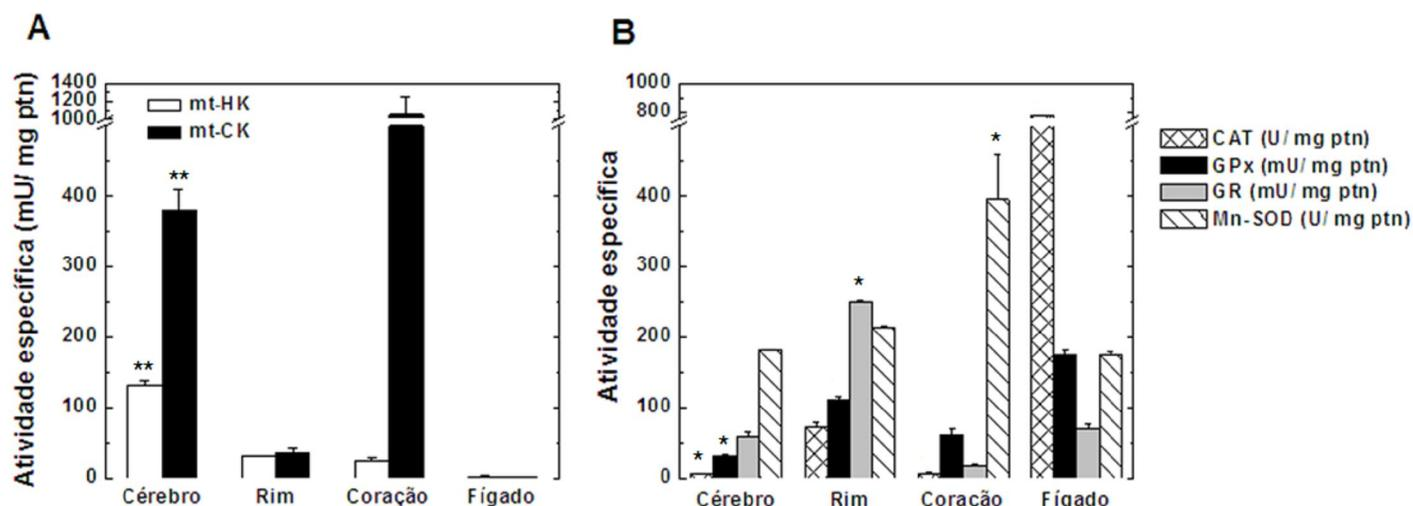 A
Atividade específica (mU/ mg ptn)
1400
1200
1000
400
300
200
100
0
mt-HK
mt-CK
**
**
Cérebro Rim Coração Fígado
B
Atividade específica
1000
800
400
300
200
100
0
* * * *
Cérebro Rim Coração Fígado
CAT (U/ mg ptn)
GPx (mU/ mg ptn)
GR (mU/ mg ptn)
Mn-SOD (U/ mg ptn)